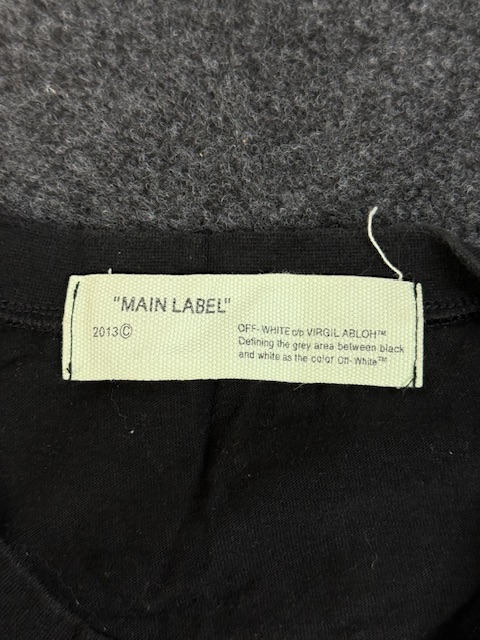 "MAIN LABEL"
2013©
OFF-WHITE c/o VIRGIL ABLOH™
Defining the grey area between black
and white as the color Off-White™